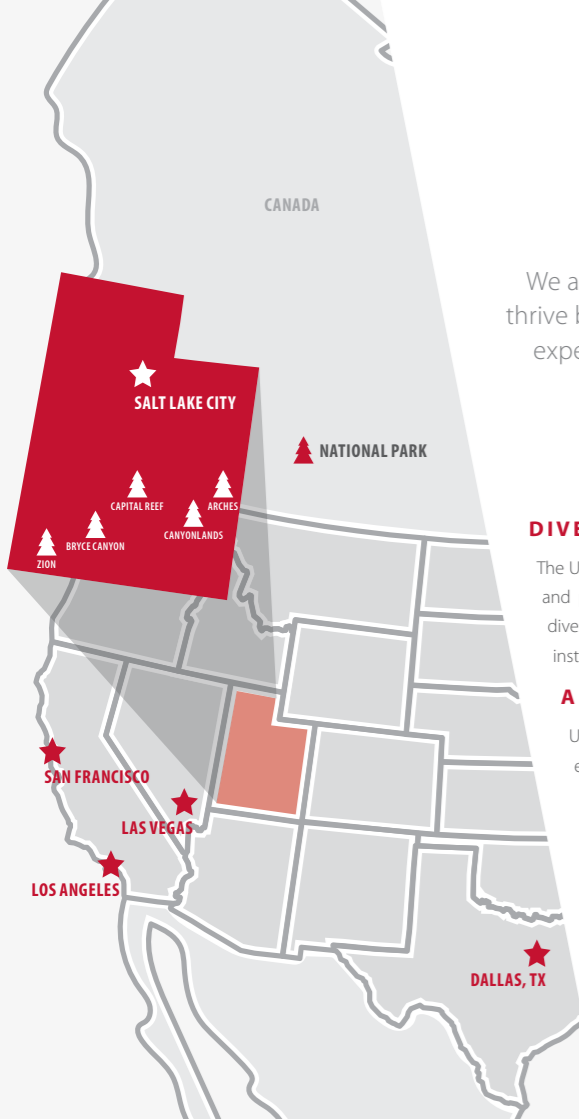 CANADA
We a
thrive b
expe
SALT LAKE CITY
NATIONAL PARK
CAPITAL REEF
ARCHES
CANYONLANDS
BRYCE CANYON
ZION
DIVE
The U
and
dive
inst
A
U
e
SAN FRANCISCO
LAS VEGAS
LOS ANGELES
DALLAS, TX